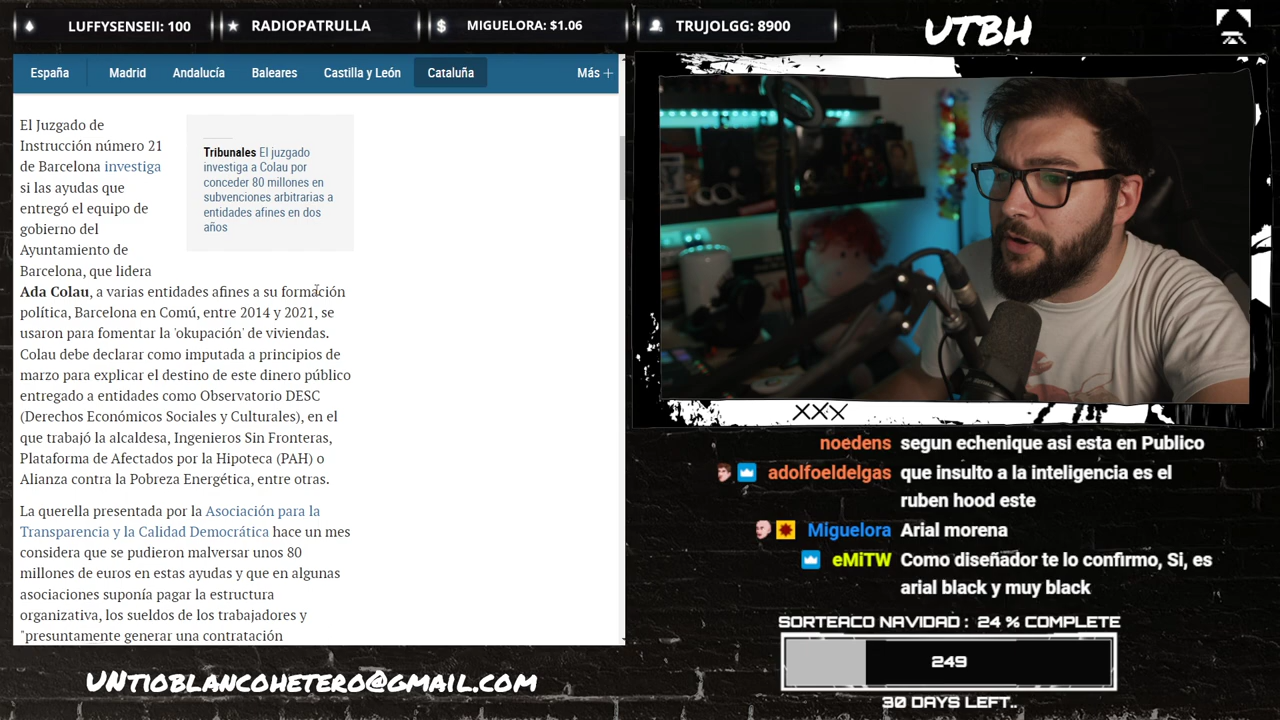 LUFFYSENSEII: 100
RADIOPATRULLA
MIGUELORA: $1.06
TRUJOLGG: 8900
UTBH
España Madrid Andalucía Baleares Castilla y León Cataluña Más +
El Juzgado de
Instrucción número 21
de Barcelona investiga
si las ayudas que
entregó el equipo de
gobierno del
Ayuntamiento de
Barcelona, que lidera
Tribunales El juzgado
investiga a Colau por
conceder 80 millones en
subvenciones arbitrarias a
entidades afines en dos
años
Ada Colau, a varias entidades afines a su formación
política, Barcelona en Comú, entre 2014 y 2021, se
usaron para fomentar la 'okupación' de viviendas.
Colau debe declarar como imputada a principios de
marzo para explicar el destino de este dinero público
entregado a entidades como Observatorio DESC
(Derechos Económicos Sociales y Culturales), en el
que trabajó la alcaldesa, Ingenieros Sin Fronteras,
Plataforma de Afectados por la Hipoteca (PAH) o
Alianza contra la Pobreza Energética, entre otras.
La querella presentada por la Asociación para la
Transparencia y la Calidad Democrática hace un mes
considera que se pudieron malversar unos 80
millones de euros en estas ayudas y que en algunas
asociaciones suponía pagar la estructura
organizativa, los sueldos de los trabajadores y
"presuntamente generar una contratación
XXX
noedens segun echenique asi esta en Publico
adolfoeldelgas que insulto a la inteligencia es el
ruben hood este
Miguelora Arial morena
eMiTW Como diseñador te lo confirmo, Si, es
arial black y muy black
SORTEACO NAVIDAD : 24 % COMPLETE
249
30 DAYS LEFT..
UNTIOBLANCOHETERO@GMAIL.COM